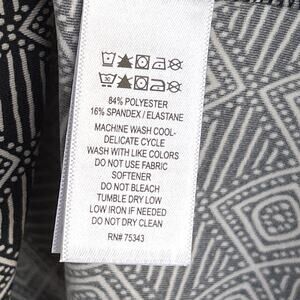 30
84% POLYESTER
16% SPANDEX / ELASTANE
MACHINE WASH COOL-
DELICATE CYCLE
WASH WITH LIKE COLORS
DO NOT USE FABRIC
SOFTENER
DO NOT BLEACH
TUMBLE DRY LOW
LOW IRON IF NEEDED
DO NOT DRY CLEAN
RN# 75343